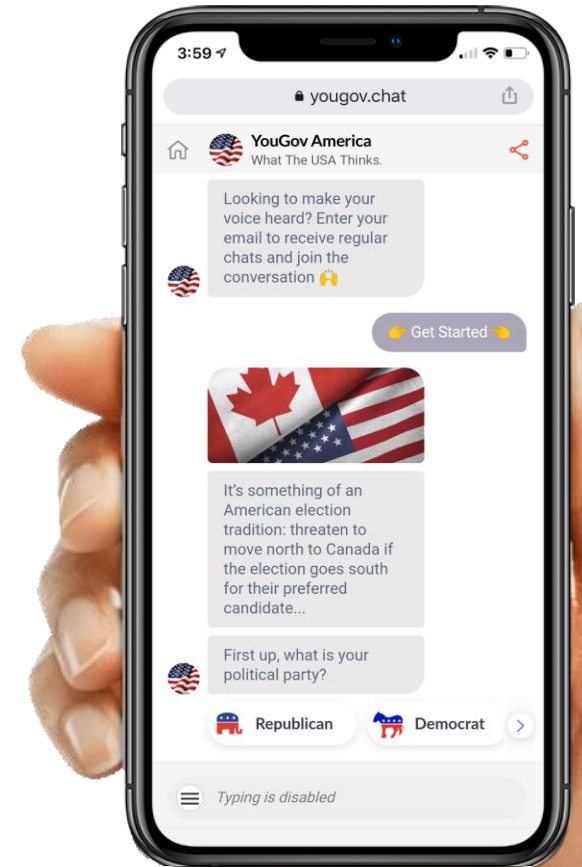 3:59
yougov.chat
YouGov America
What The USA Thinks.
Looking to make your
voice heard? Enter your
email to receive regular
chats and join the
conversation 🙌
👉 Get Started 👈
It's something of an
American election
tradition: threaten to
move north to Canada if
the election goes south
for their preferred
candidate...
First up, what is your
political party?
Republican
Democrat
Typing is disabled